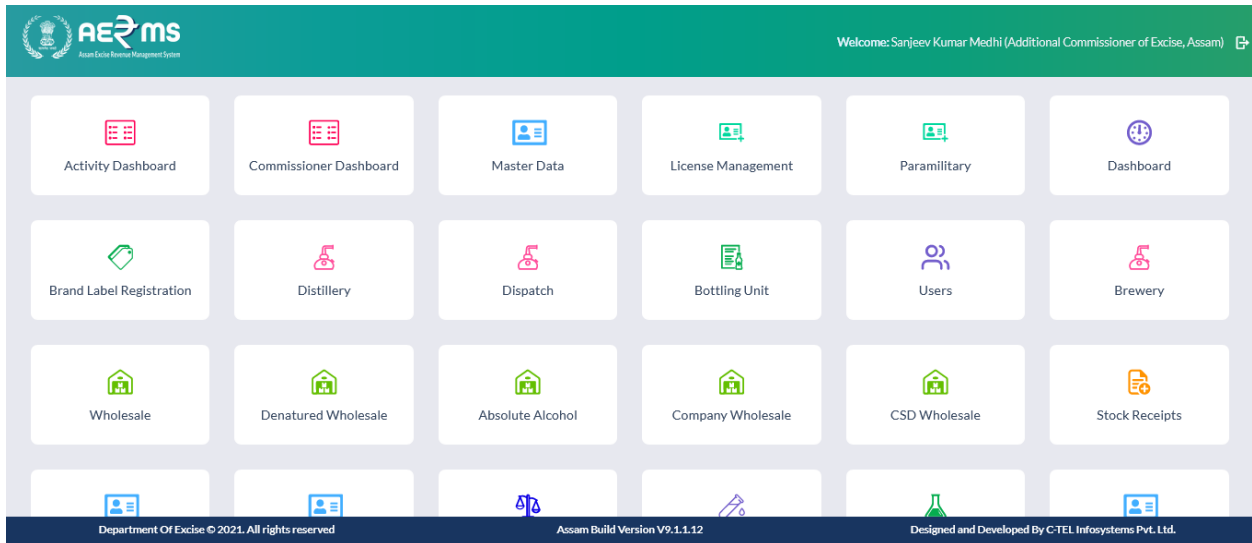 AE₹MS
Assam Excise Revenue Management System
Welcome: Sanjeev Kumar Medhi (Additional Commissioner of Excise, Assam)
Activity Dashboard
Commissioner Dashboard
Master Data
License Management
Paramilitary
Dashboard
Brand Label Registration
Distillery
Dispatch
Bottling Unit
Users
Brewery
Wholesale
Denatured Wholesale
Absolute Alcohol
Company Wholesale
CSD Wholesale
Stock Receipts
Department Of Excise © 2021. All rights reserved
Assam Build Version V9.1.1.12
Designed and Developed By C-TEL Infosystems Pvt. Ltd.